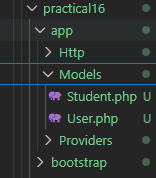 practical16
app
Http
Models
Student.php U
User.php U
Providers
bootstrap